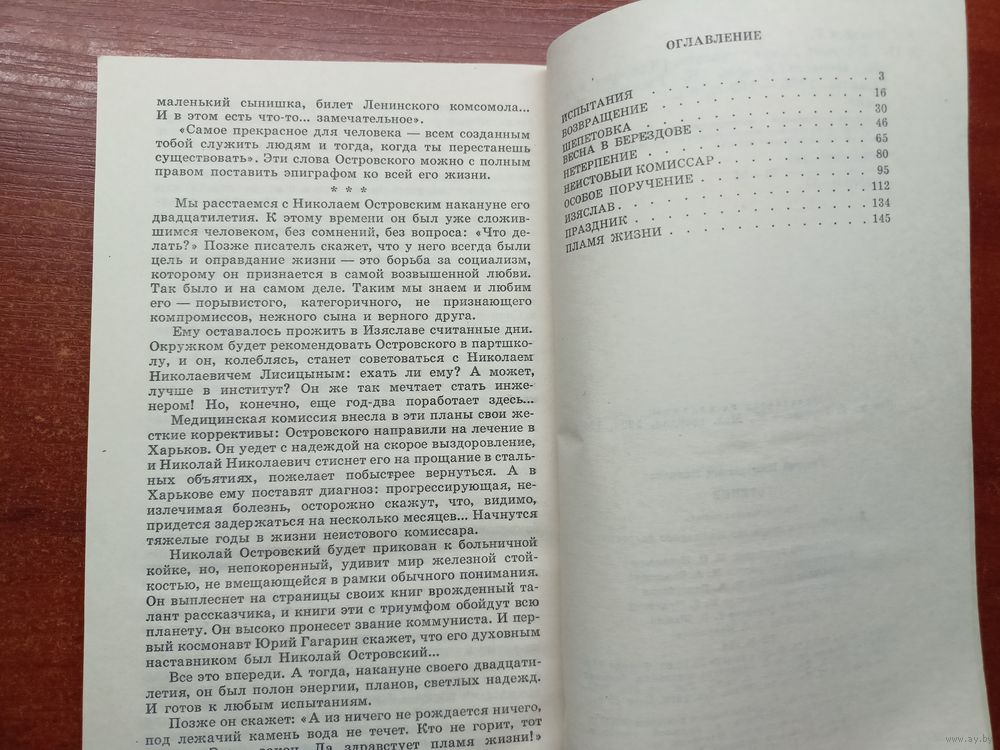 маленький сынишка, билет Ленинского комсомола...
И в этом есть что-то... замечательное».
«Самое прекрасное для человека — всем созданным
тобой служить людям и тогда, когда ты перестанешь
существовать». Эти слова Островского можно с полным
правом поставить эпиграфом ко всей его жизни.
* * *
Мы расстаемся с Николаем Островским накануне его
двадцатилетия. К этому времени он был уже сложив-
шимся человеком, без сомнений, без вопроса: «Что де-
лать?» Позже писатель скажет, что у него всегда были
цель и оправдание жизни — это борьба за социализм,
которому он признается в самой возвышенной любви.
Так было и на самом деле. Таким мы знаем и любим
его — порывистого, категоричного, не признающего
компромиссов, нежного сына и верного друга.
Ему оставалось прожить в Изяславе считанные дни.
Окружком будет рекомендовать Островского в партшко-
лу, и он, колеблясь, станет советоваться с Николаем
Николаевичем Лисицыным: ехать ли ему? А может,
лучше в институт? Он же так мечтает стать инже-
нером! Но, конечно, еще год-два поработает здесь...
Медицинская комиссия внесла в эти планы свои же-
сткие коррективы: Островского направили на лечение в
Харьков. Он уедет с надеждой на скорое выздоровление,
и Николай Николаевич стиснет его на прощание в сталь-
ных объятиях, пожелает побыстрее вернуться. А в
Харькове ему поставят диагноз: прогрессирующая, не-
излечимая болезнь, осторожно скажут, что, видимо,
придется задержаться на несколько месяцев... Начнутся
тяжелые годы в жизни неистового комиссара.
Николай Островский будет прикован к больничной
койке, но, непокоренный, удивит мир железной стой-
костью, не вмещающейся в рамки обычного понимания.
Он выплеснет на страницы своих книг врожденный та-
лант рассказчика, и книги эти с триумфом обойдут всю
планету. Он высоко пронесет звание коммуниста. И пер-
вый космонавт Юрий Гагарин скажет, что его духовным
наставником был Николай Островский...
Все это впереди. А тогда, накануне своего двадцати-
летия, он был полон энергии, планов, светлых надежд.
И готов к любым испытаниям.
Позже он скажет: «А из ничего не рождается ничего,
под лежачий камень вода не течет. Кто не горит, тот
закон. Да здравствует пламя жизни!»
ОГЛАВЛЕНИЕ
ИСПЫТАНИЯ . . . . . . . . . . 3
ВОЗВРАЩЕНИЕ . . . . . . . . . . 16
ШЕПЕТОВКА . . . . . . . . . . 30
ВЕСНА В БЕРЕЗДОВЕ . . . . . . . . 46
НЕТЕРПЕНИЕ . . . . . . . . . . 65
НЕИСТОВЫЙ КОМИССАР . . . . . . . 80
ОСОБОЕ ПОРУЧЕНИЕ . . . . . . . . 95
ИЗЯСЛАВ . . . . . . . . . . . 112
ПРАЗДНИК . . . . . . . . . . . 134
ПЛАМЯ ЖИЗНИ . . . . . . . . . . 145
www.ay.by